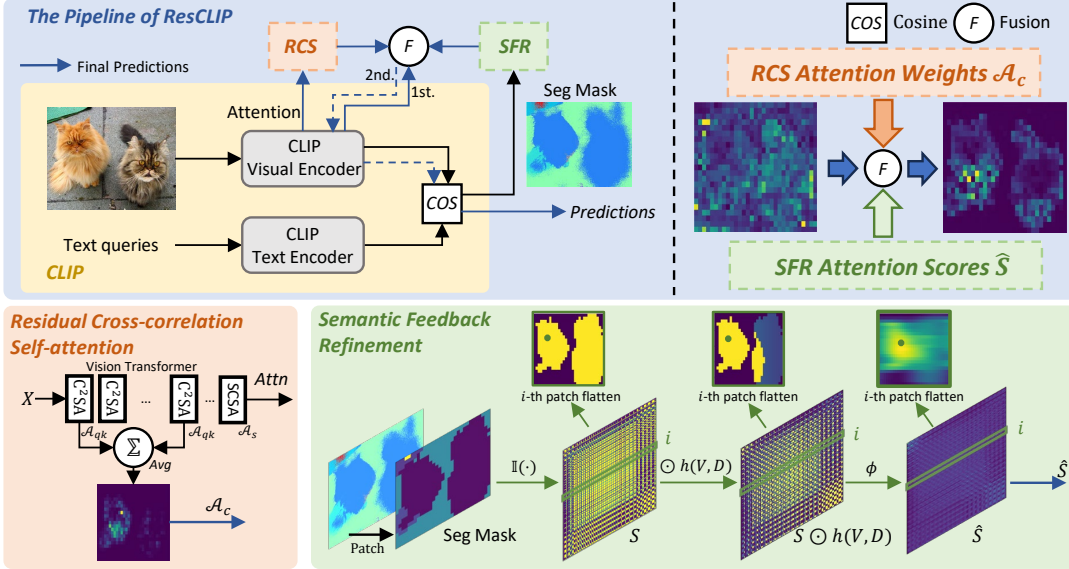 The Pipeline of ResCLIP
RCS
F
SFR
Final Predictions
2nd.
1st.
Attention
Seg Mask
CLIP
Visual Encoder
COS
Predictions
Text queries
CLIP
Text Encoder
CLIP
COS
Cosine
F
Fusion
RCS Attention Weights 𝒜c
F
SFR Attention Scores Ŝ
Residual Cross-correlation
Self-attention
Vision Transformer
X
C²SA
C²SA
...
C²SA
...
SCSA
Attn
𝒜qk
𝒜qk
𝒜s
Σ
Avg
𝒜c
Semantic Feedback
Refinement
i-th patch flatten
i-th patch flatten
i-th patch flatten
i
i
i
𝕀(·)
⊙ h(V, D)
ϕ
Ŝ
Patch
Seg Mask
S
S ⊙ h(V, D)
Ŝ